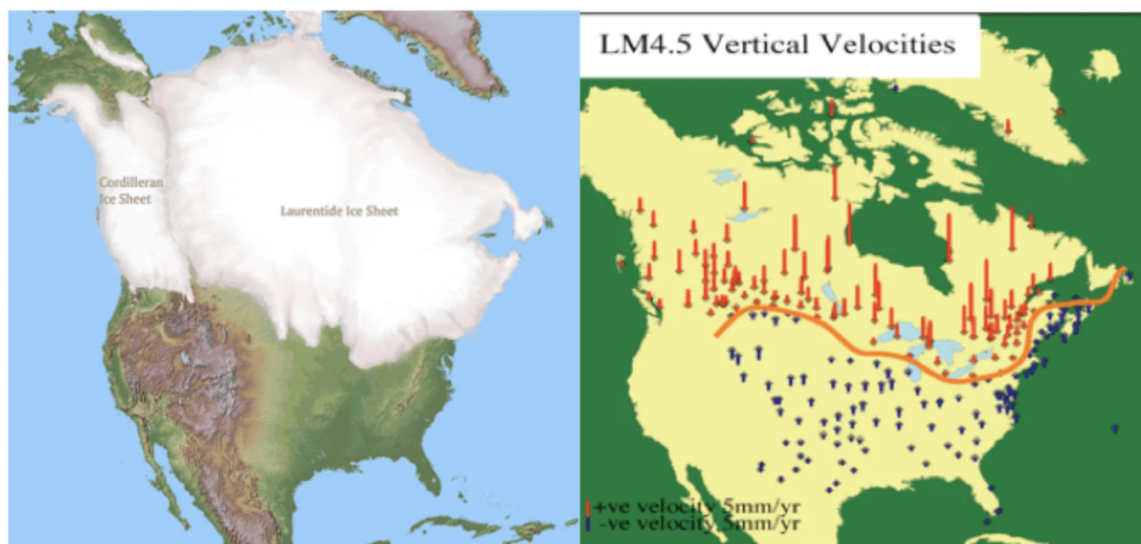 Cordilleran
Ice Sheet
Laurentide Ice Sheet
LM4.5 Vertical Velocities
+ve velocity 5mm/yr
-ve velocity 5mm/yr